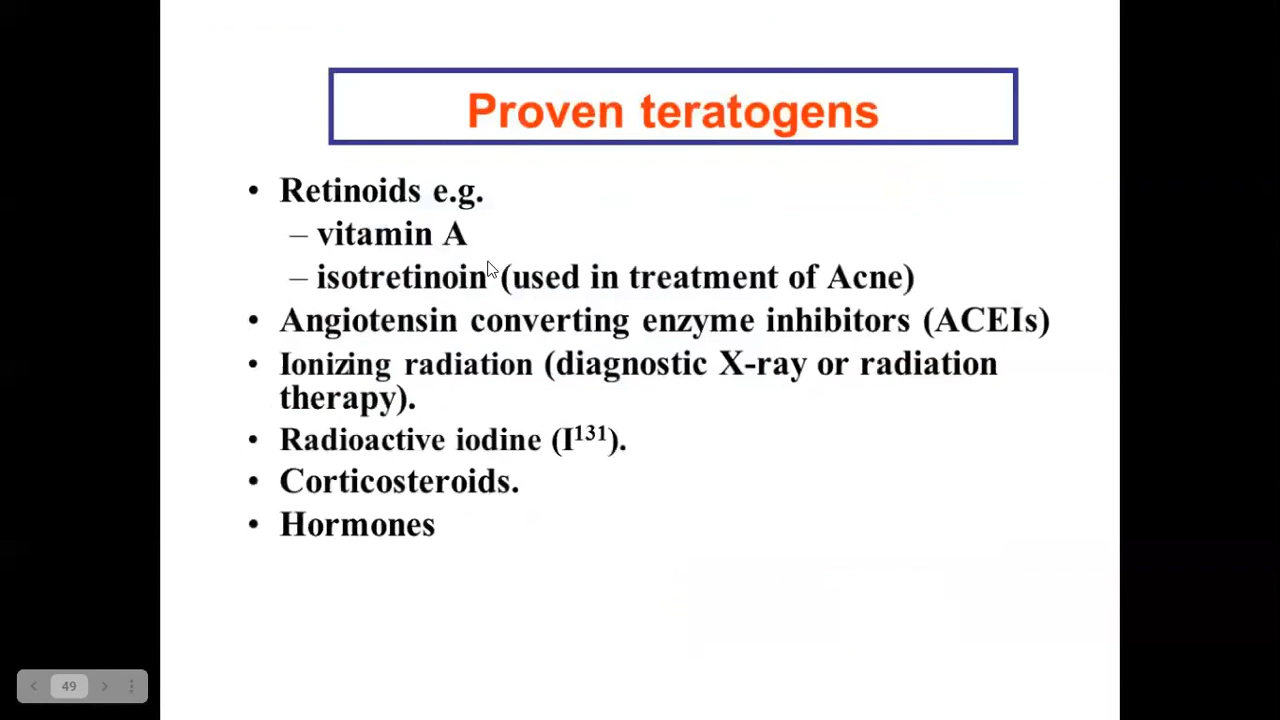 Proven teratogens
• Retinoids e.g.
– vitamin A
– isotretinoin (used in treatment of Acne)
• Angiotensin converting enzyme inhibitors (ACEIs)
• Ionizing radiation (diagnostic X-ray or radiation
therapy).
• Radioactive iodine (I¹³¹).
• Corticosteroids.
• Hormones
49